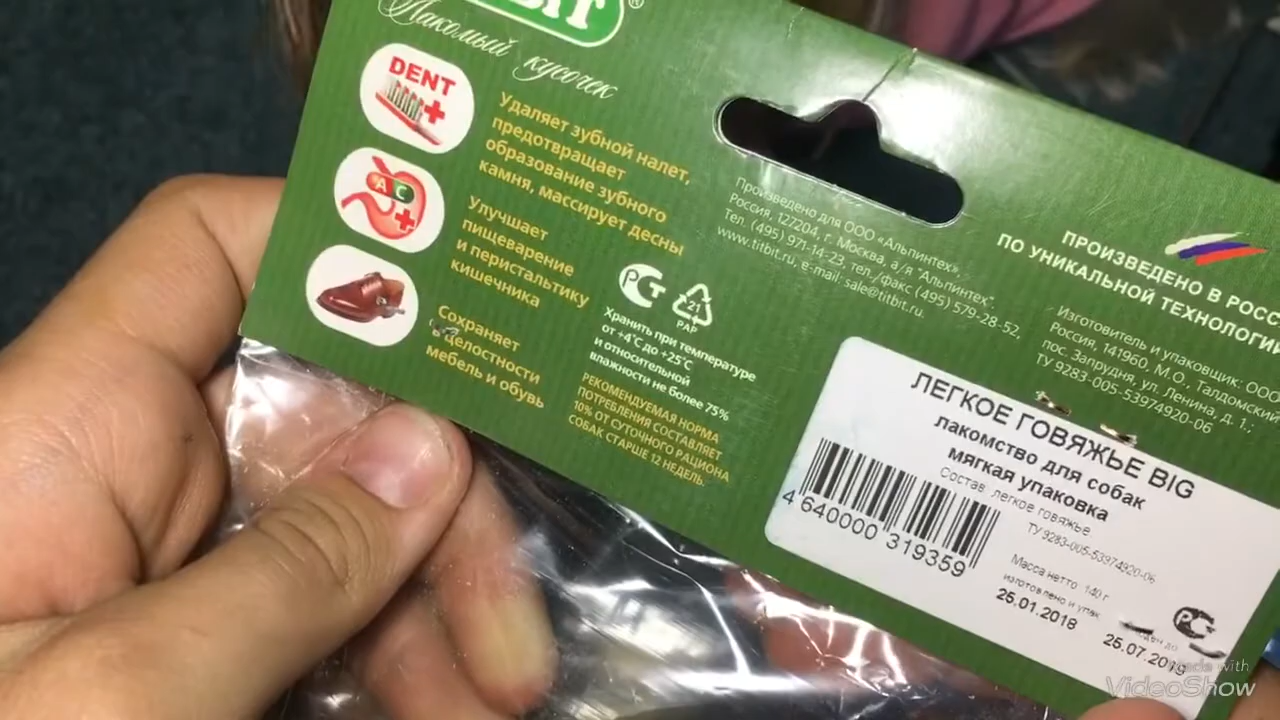 Лакомый кусочек
DENT
Удаляет зубной налет,
предотвращает
образование зубного
камня, массирует десны
A C
Улучшает
пищеварение
и перистальтику
кишечника
Сохраняет
в целостности
мебель и обувь
РСТ
21
PAP
Хранить при температуре
от +4°С до +25°С
и относительной
влажности не более 75%
РЕКОМЕНДУЕМАЯ НОРМА
ПОТРЕБЛЕНИЯ СОСТАВЛЯЕТ
10% ОТ СУТОЧНОГО РАЦИОНА
СОБАК СТАРШЕ 12 НЕДЕЛЬ.
Произведено для ООО «Альпинтех»,
Россия, 127204, г. Москва, а/я "Альпинтех".
Тел. (495) 971-14-23, тел./факс (495) 579-28-52,
www.titbit.ru, e-mail: sale@titbit.ru.
ПРОИЗВЕДЕНО В
ПО УНИКАЛЬНОЙ ТЕХНОЛОГИИ
Изготовитель и упаковщик: ООО
Россия, 141960, М.О. Талдомский
пос. Запрудня, ул. Ленина, д. 1.;
ТУ 9283-005-53974920-06
ЛЕГКОЕ ГОВЯЖЬЕ BIG
лакомство для собак
мягкая упаковка
Состав легкое говяжье
ТУ 9283-005-53974920-06
4 640000 319359
Масса нетто 140 г
изготовлено и упак
25.01.2018
РСТ
до
Made with
VideoShow